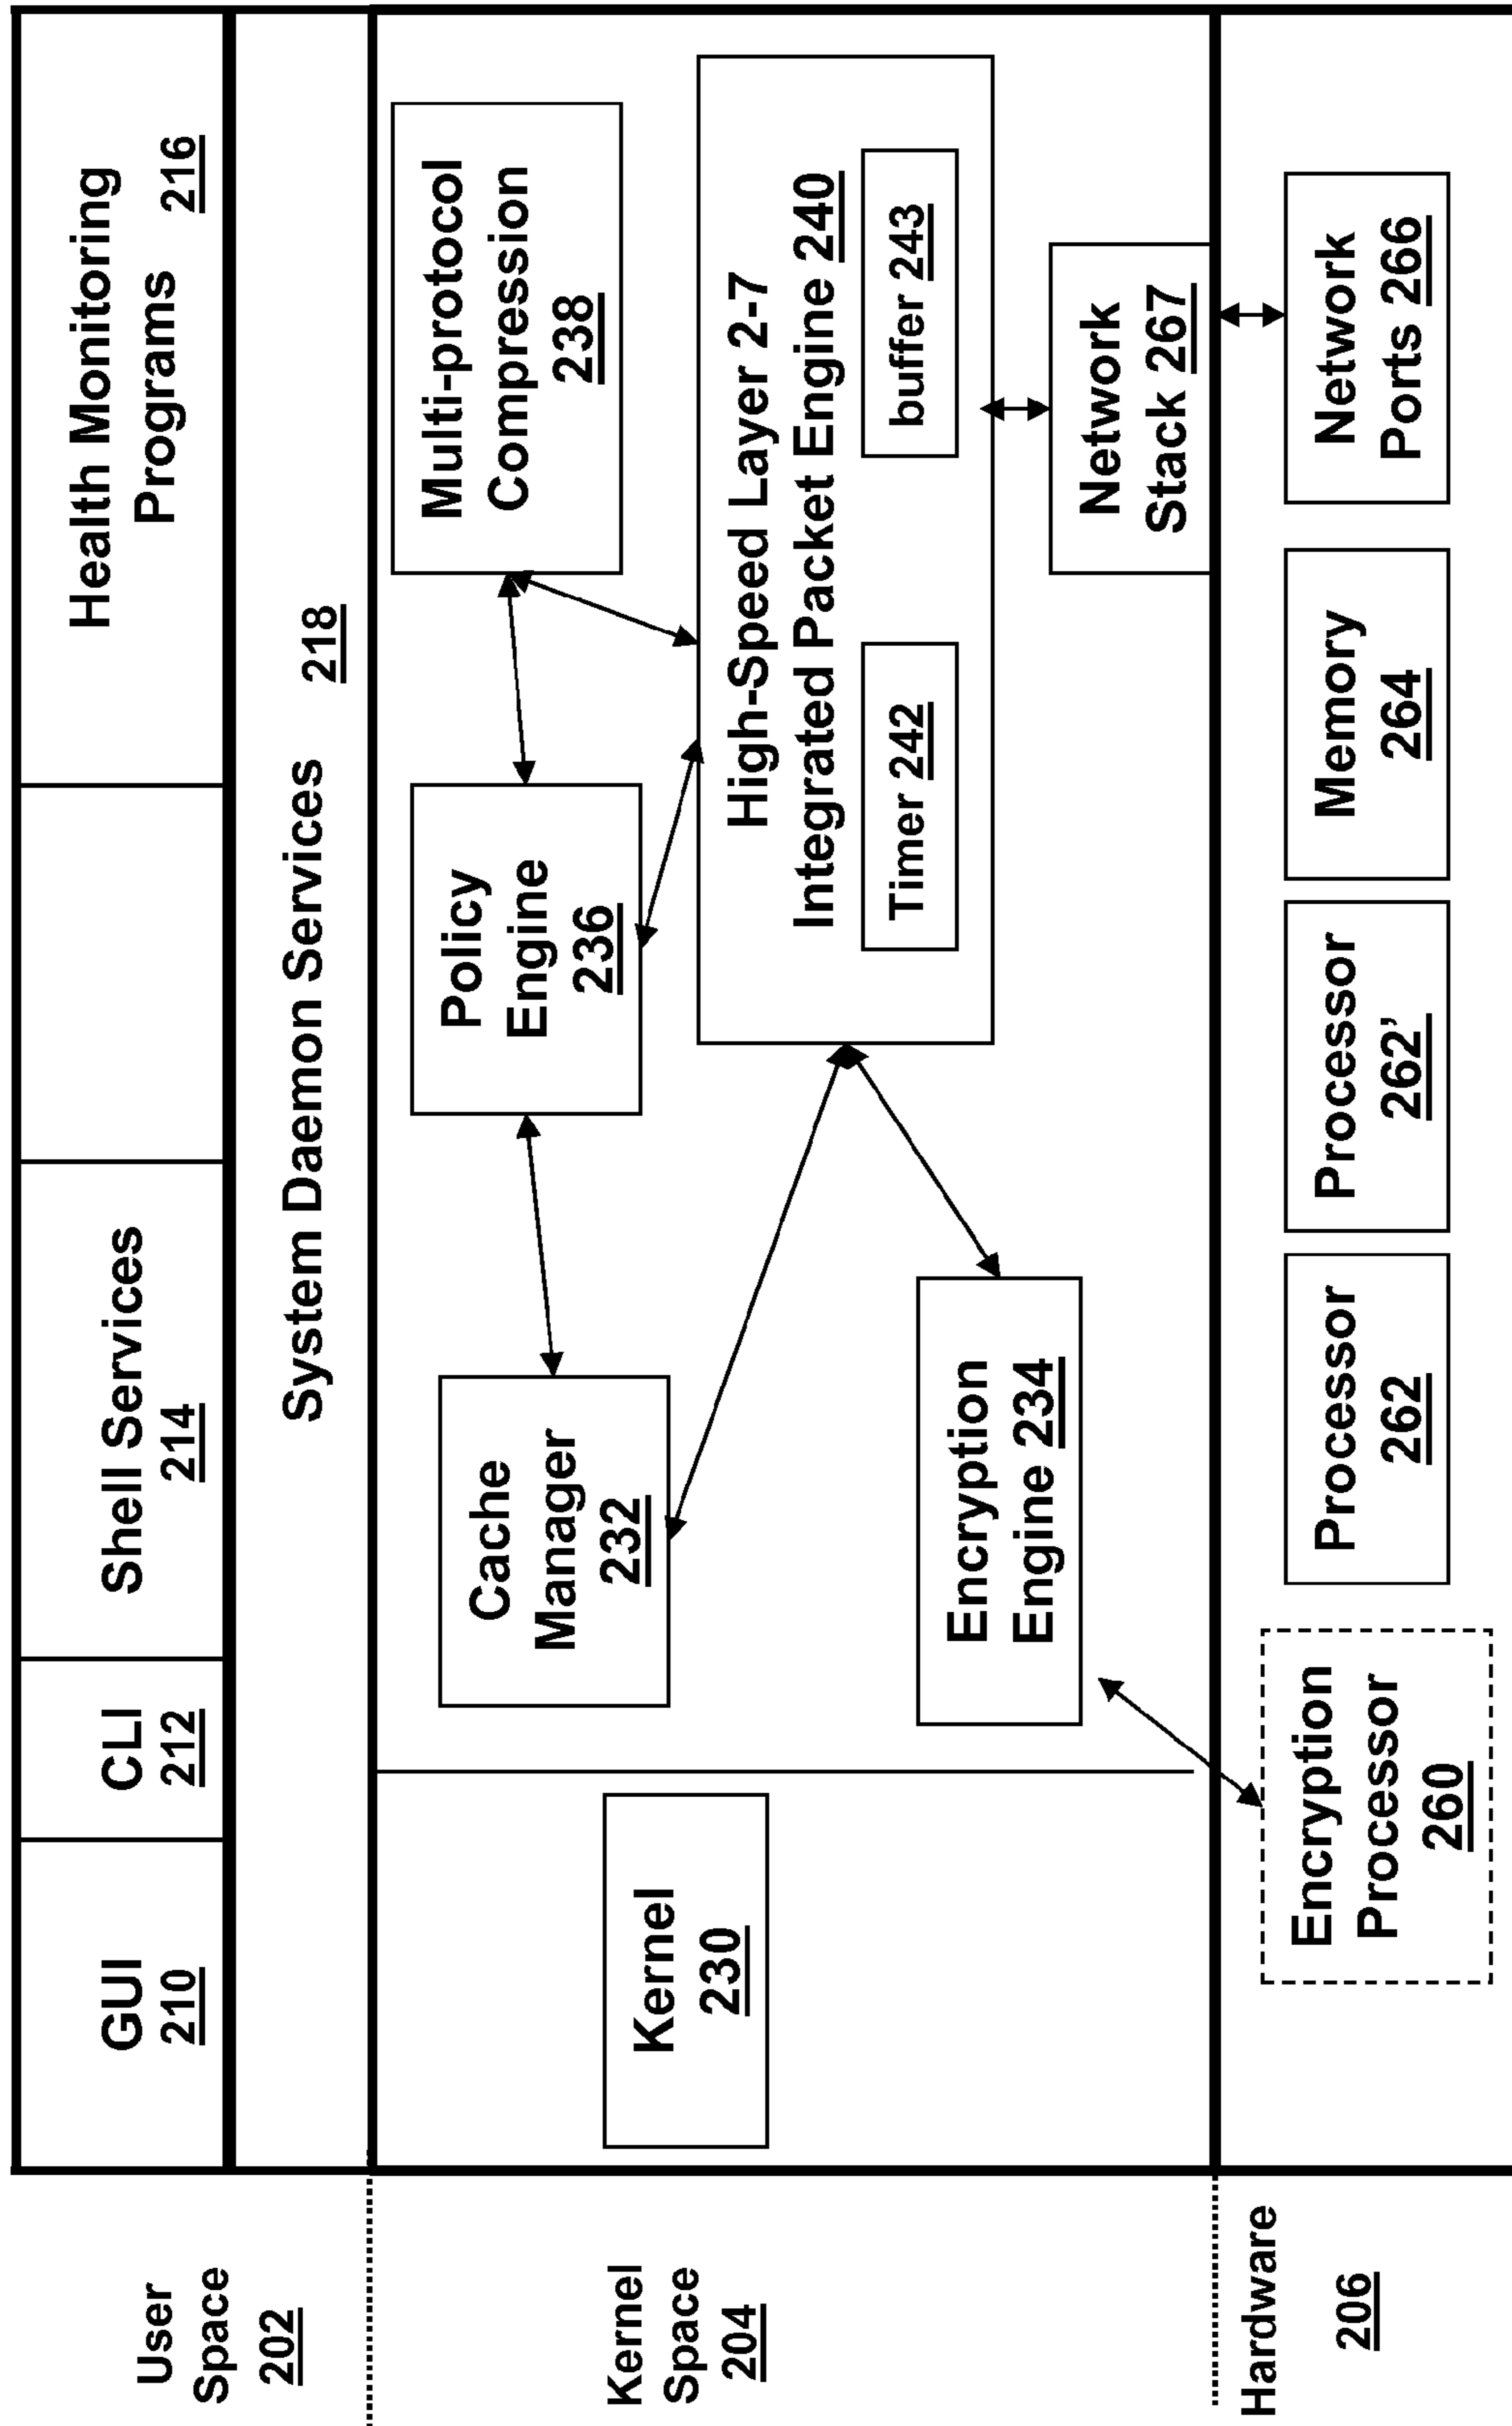 User
Space
202
GUI
210
CLI
212
Shell Services
214
Health Monitoring
Programs 216
System Daemon Services 218
Kernel
Space
204
Kernel
230
Cache
Manager
232
Policy
Engine
236
Multi-protocol
Compression
238
High-Speed Layer 2-7
Integrated Packet Engine 240
Timer 242
buffer 243
Encryption
Engine 234
Network
Stack 267
Hardware
206
Encryption
Processor
260
Processor
262
Processor
262’
Memory
264
Network
Ports 266